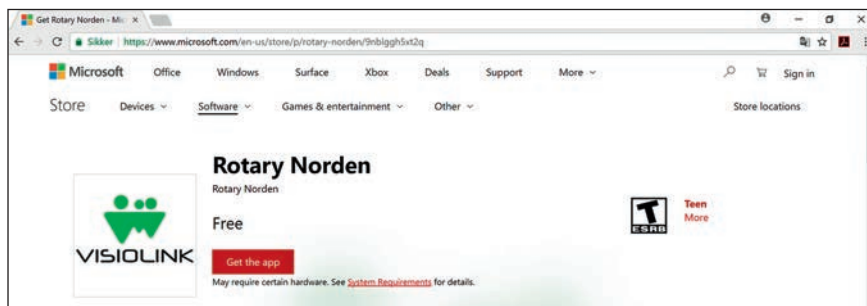 Get Rotary Norden - Mic
Sikker https://www.microsoft.com/en-us/store/p/rotary-norden/9nblggh5xt2q
Microsoft Office Windows Surface Xbox Deals Support More Sign in
Store Devices Software Games & entertainment Other Store locations
Rotary Norden
Rotary Norden
Free
T
ESRB
Teen
More
VISIOLINK
Get the app
May require certain hardware. See System Requirements for details.